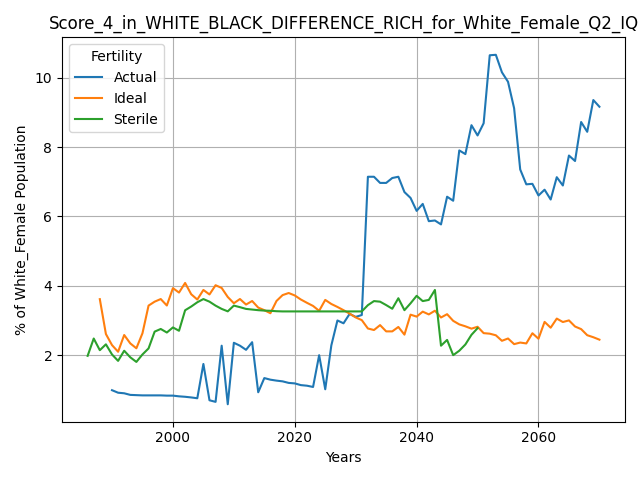 Score_4_in_WHITE_BLACK_DIFFERENCE_RICH_for_White_Female_Q2_IQ
Fertility
Actual
Ideal
Sterile
% of White_Female Population
10
8
6
4
2
2000
2020
2040
2060
Years